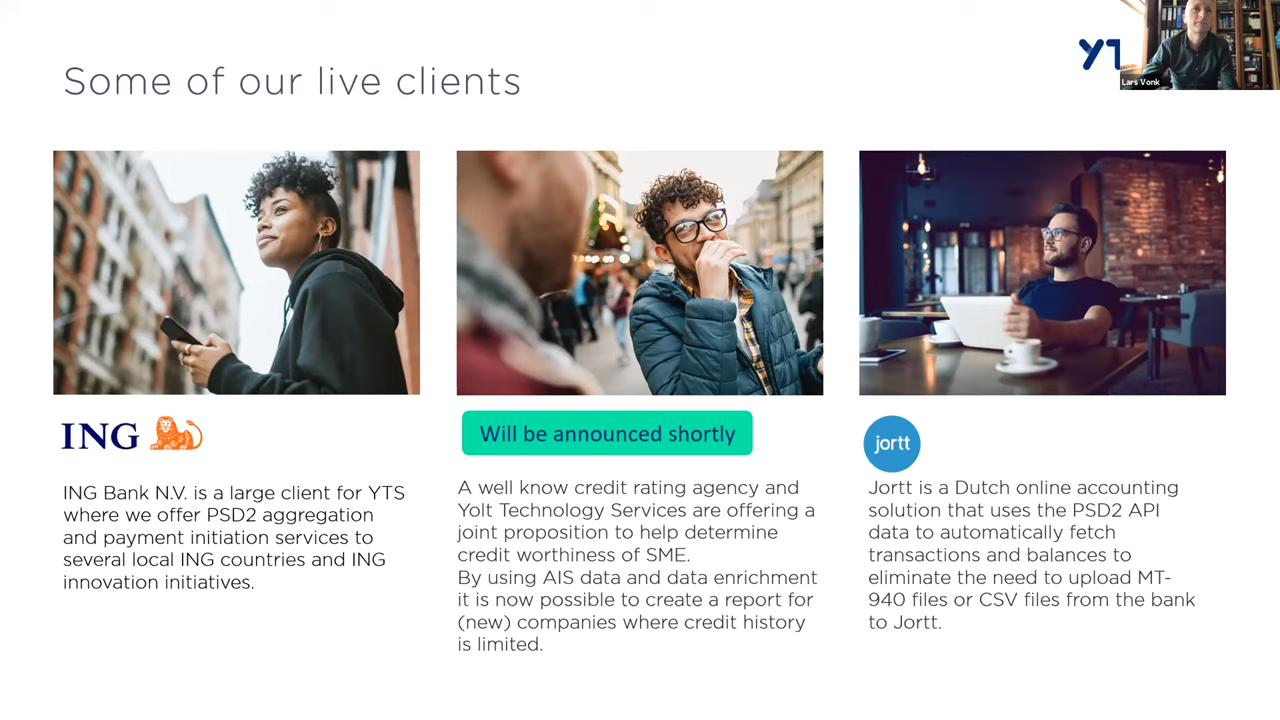 Some of our live clients
Lars Vonk
ING
Will be announced shortly
jortt
ING Bank N.V. is a large client for YTS
where we offer PSD2 aggregation
and payment initiation services to
several local ING countries and ING
innovation initiatives.
A well know credit rating agency and
Yolt Technology Services are offering a
joint proposition to help determine
credit worthiness of SME.
By using AIS data and data enrichment
it is now possible to create a report for
(new) companies where credit history
is limited.
Jortt is a Dutch online accounting
solution that uses the PSD2 API
data to automatically fetch
transactions and balances to
eliminate the need to upload MT-
940 files or CSV files from the bank
to Jortt.